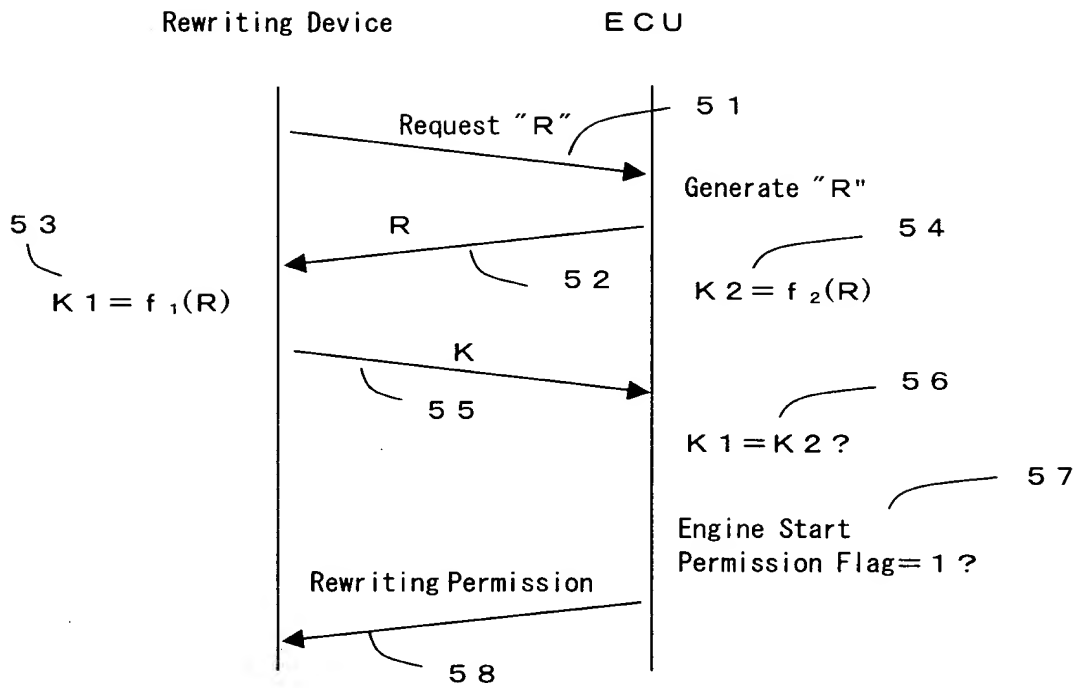 Rewriting Device
ECU
51
Request "R"
Generate "R"
53
R
54
52
K1=f₁(R)
K2=f₂(R)
K
56
55
K1=K2?
57
Engine Start
Permission Flag=1?
Rewriting Permission
58